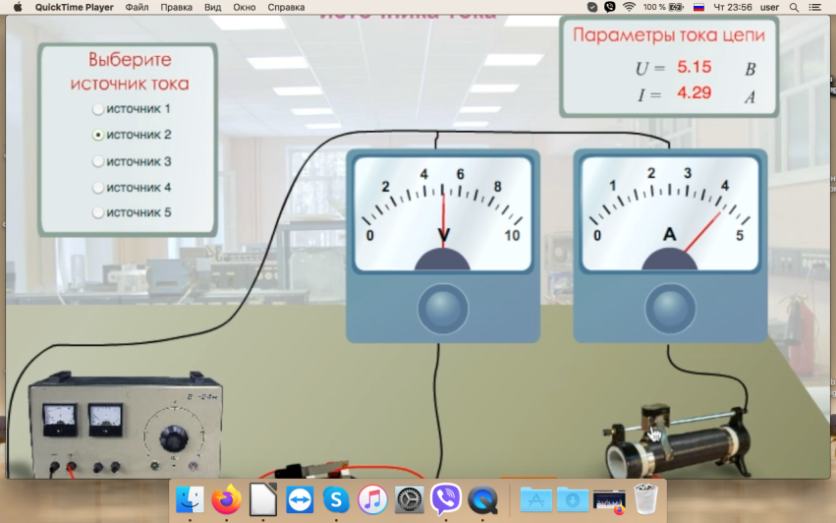 QuickTime Player Файл Правка Вид Окно Справка 100 % Чт 23:56 user
источника тока
Выберите
источник тока
источник 1
источник 2
источник 3
источник 4
источник 5
Параметры тока цепи
U = 5.15 В
I = 4.29 А
0 2 4 6 8 10
V
0 1 2 3 4 5
A